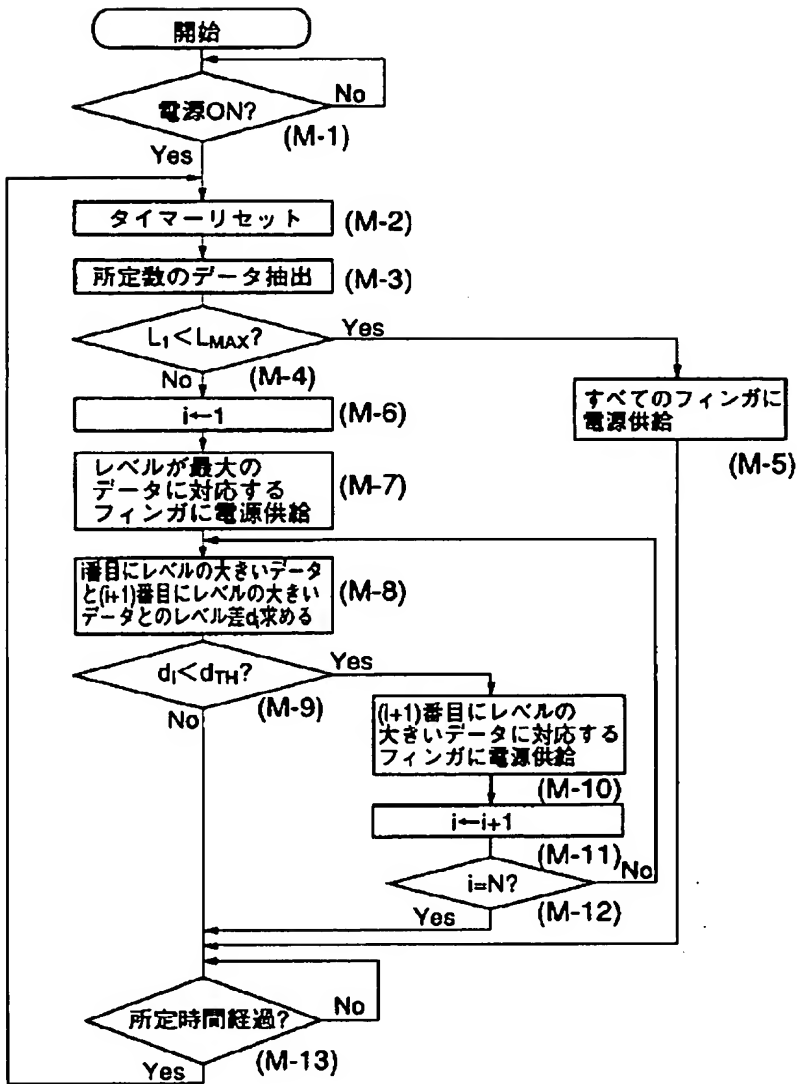 開始
電源ON?
No
(M-1)
Yes
タイマーリセット
(M-2)
所定数のデータ抽出
(M-3)
L1<LMAX?
Yes
No
(M-4)
i←1
(M-6)
すべてのフィンガに
電源供給
(M-5)
レベルが最大の
データに対応する
フィンガに電源供給
(M-7)
i番目にレベルの大きいデータ
と(i+1)番目にレベルの大きい
データとのレベル差di求める
(M-8)
di<dTH?
Yes
No
(M-9)
(i+1)番目にレベルの
大きいデータに対応する
フィンガに電源供給
(M-10)
i←i+1
(M-11)
i=N?
No
Yes
(M-12)
所定時間経過?
No
(M-13)
Yes